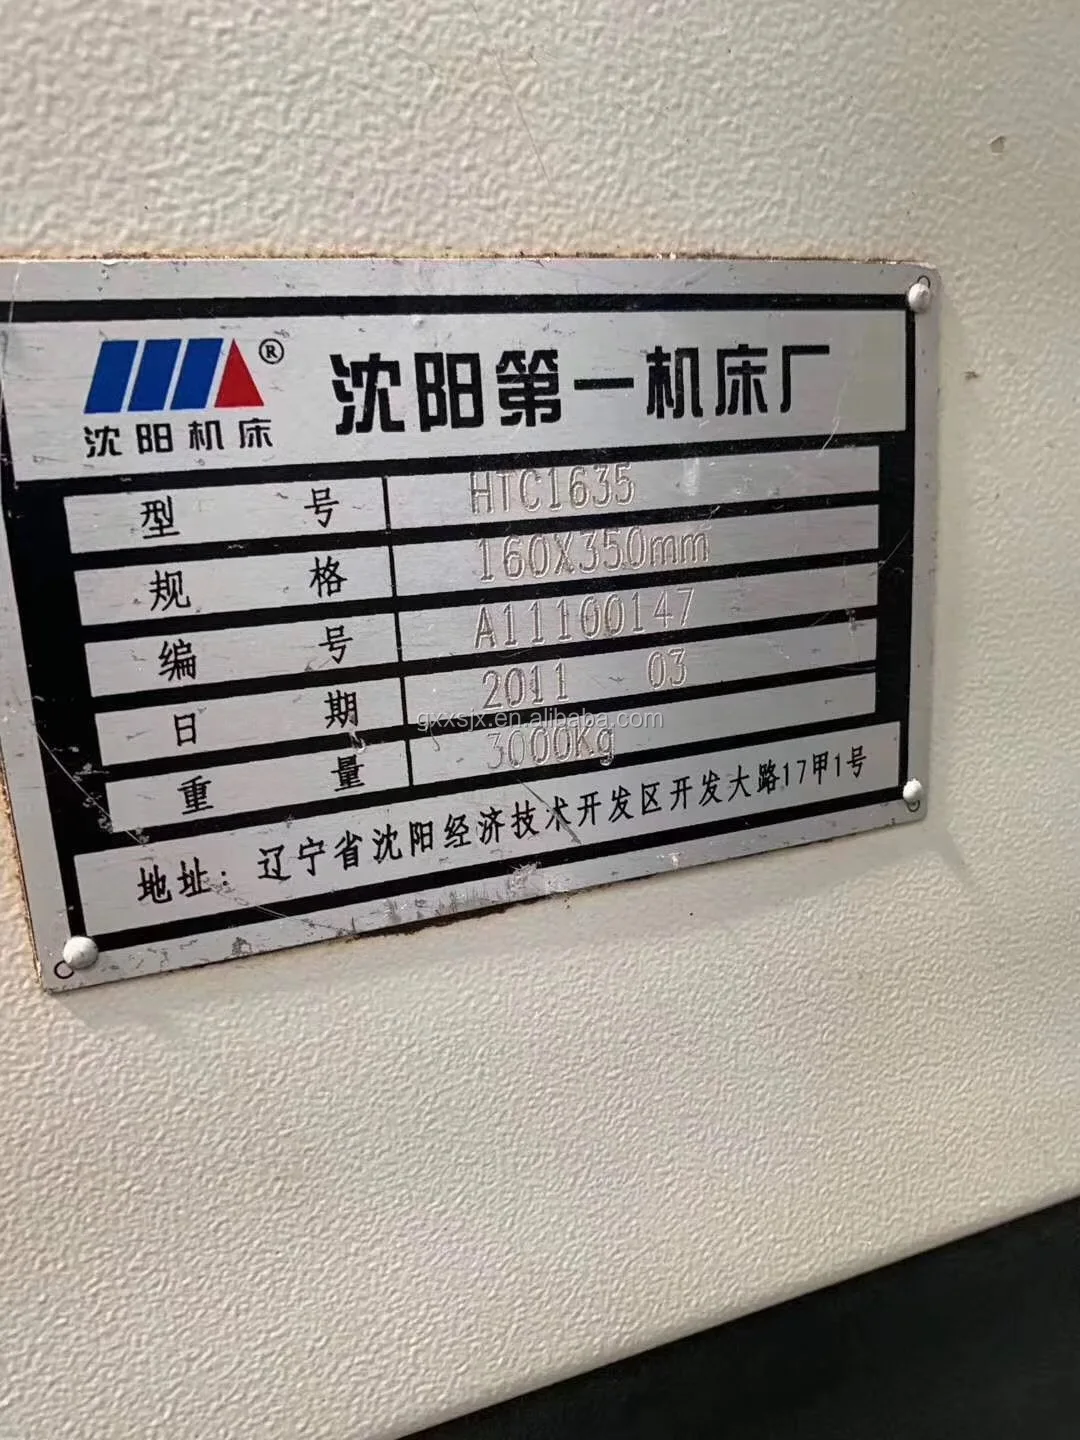 ® 沈阳第一机床厂
沈阳机床
型号 HTC1635
规格 160X350mm
编号 A11100147
日期 2011 03
gxxsjx.en.alibaba.com
重量 3000Kg
地址：辽宁省沈阳经济技术开发区开发大路17甲1号